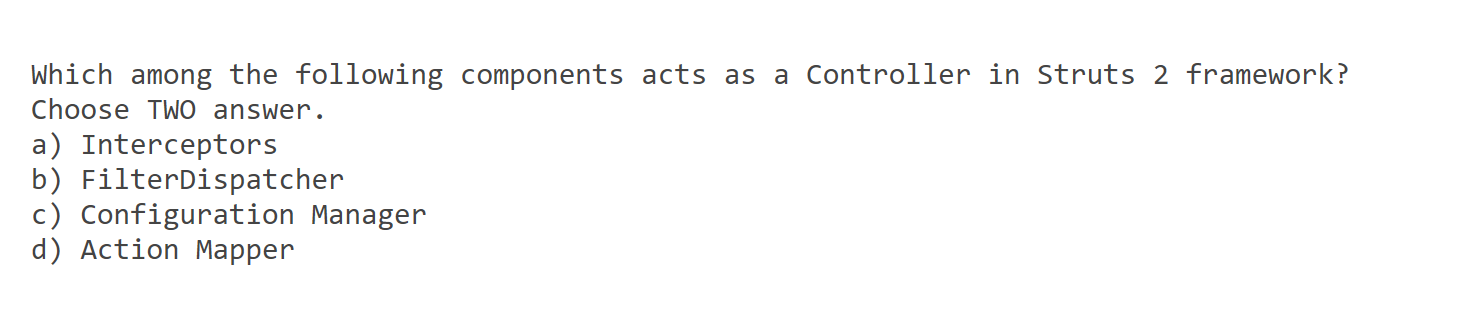 Which among the following components acts as a Controller in Struts 2 framework?
Choose TWO answer.
a) Interceptors
b) FilterDispatcher
c) Configuration Manager
d) Action Mapper